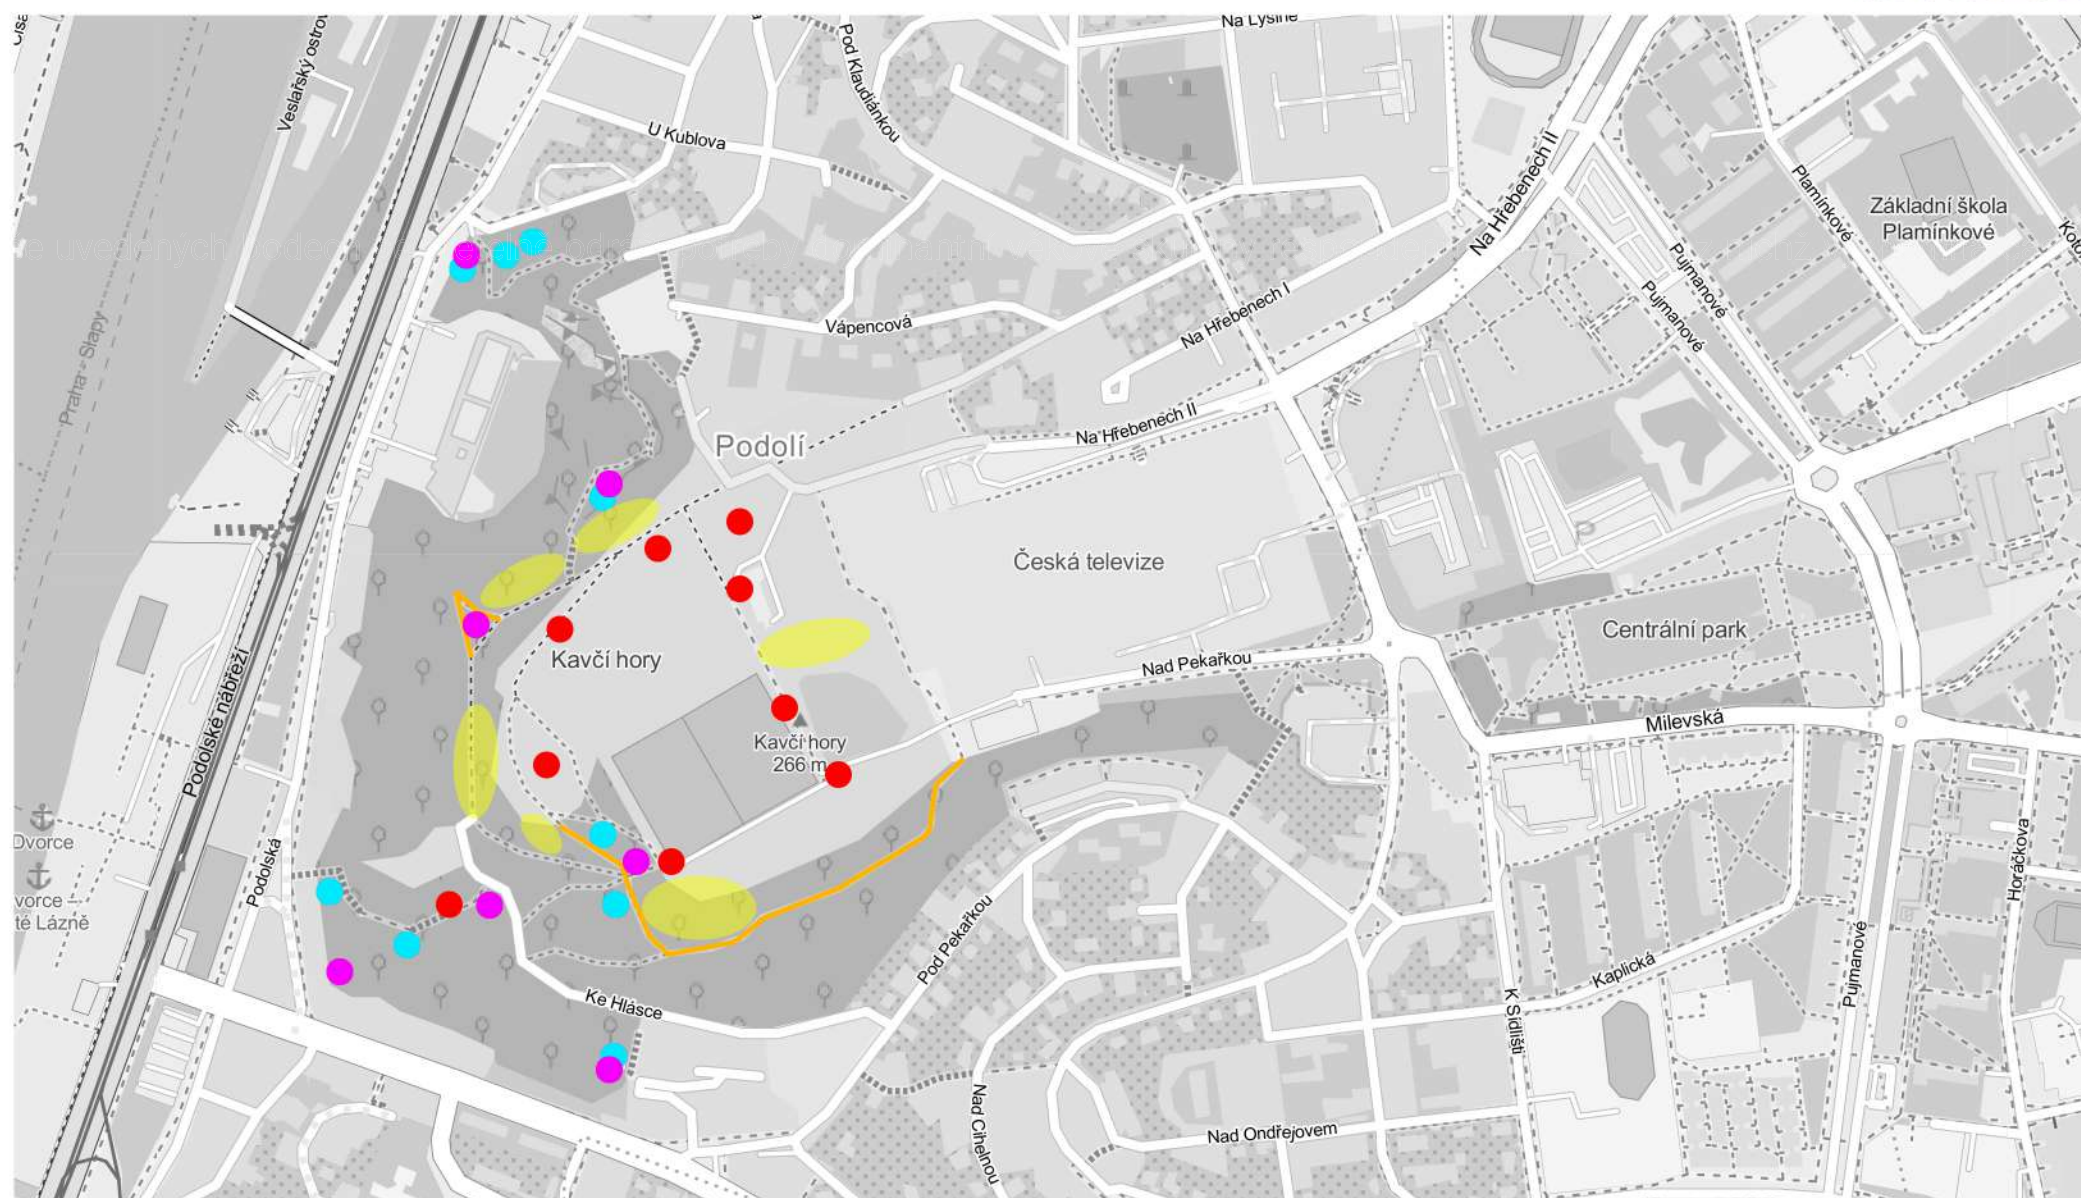 Na Lysině
Veslařský ostrov
Pod Klaudiánkou
U Kublova
Na Hřebenech II
Plamínkové
Základní škola
Plamínkové
Pujmanové
Pujmanové
Praha - Slapy
Vápencová
Na Hřebenech I
Na Hřebenech II
Podolí
Česká televize
Kavčí hory
Centrální park
Nad Pekařkou
Podolské nábřeží
Milevská
Kavčí hory
266 m
Dvorce
Podolská
Horáčkova
té Lázně
Pod Pekařkou
Kaplická
Pujmanové
Ke Hlásce
K Sídlišti
Nad Cihelnou
Nad Ondřejovem